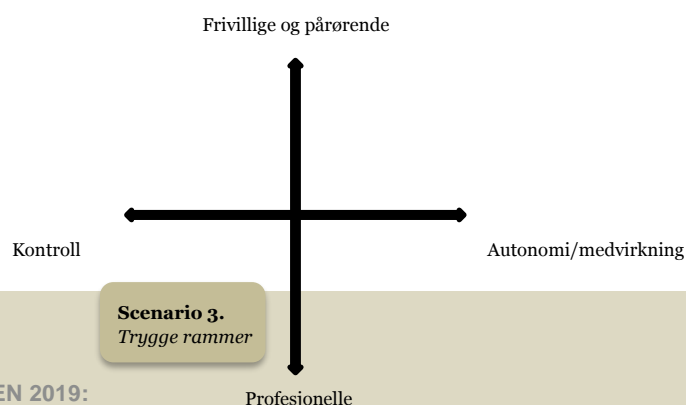 Frivillige og pårørende
Kontroll
Autonomi/medvirkning
Scenario 3.
Trygge rammer
EN 2019:
Profesjonelle